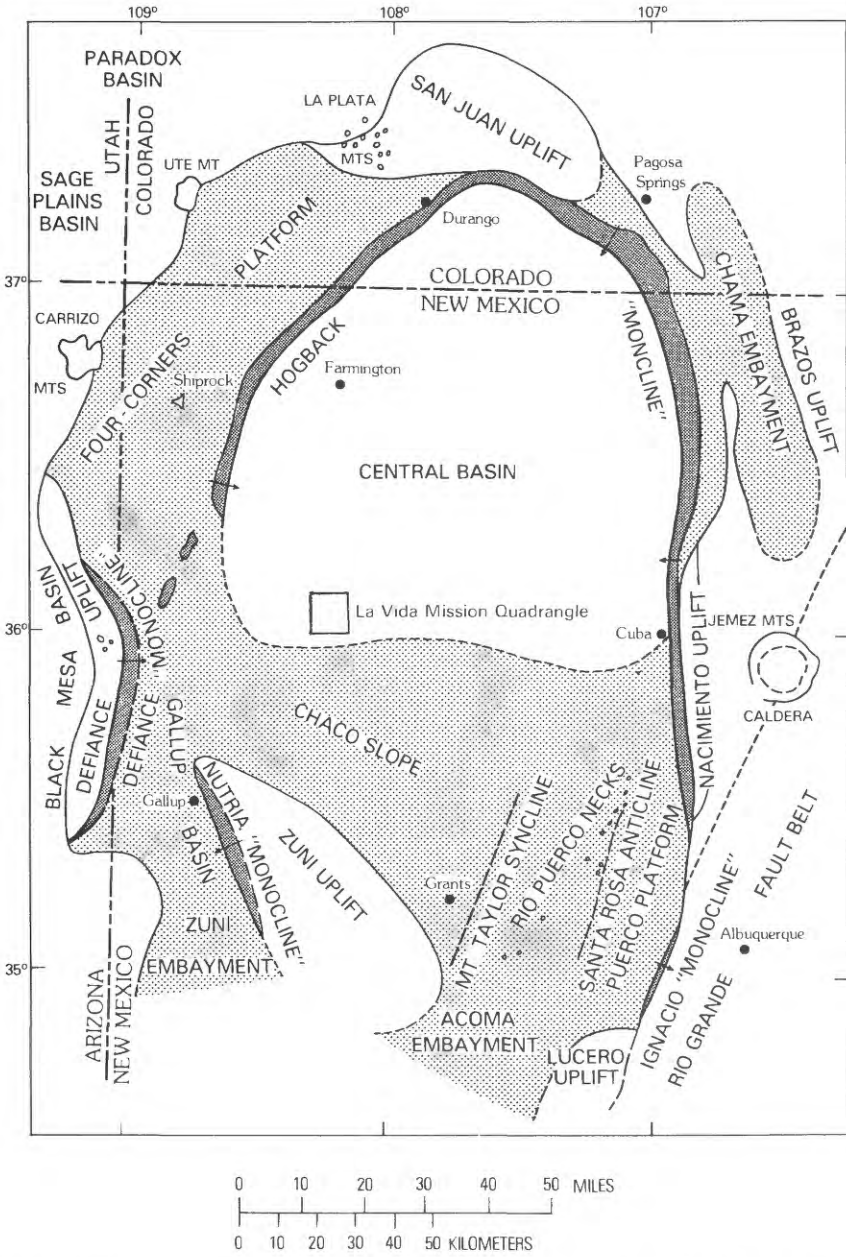 109°
108°
107°
PARADOX
BASIN
UTAH
COLORADO
LA PLATA
MTS
SAN JUAN UPLIFT
UTE MT
SAGE
PLAINS
BASIN
Pagosa
Springs
PLATFORM
Durango
37°
COLORADO
NEW MEXICO
CHAMA EMBAYMENT
BRAZOS UPLIFT
CARRIZO
MTS
HOGBACK
"MONCLINE"
Shiprock
Farmington
FOUR-CORNERS
CENTRAL BASIN
BLACK MESA BASIN
DEFIANCE UPLIFT
DEFIANCE "MONOCLINE"
La Vida Mission Quadrangle
36°
Cuba
JEMEZ MTS
CALDERA
NACIMIENTO UPLIFT
GALLUP
BASIN
CHACO SLOPE
Gallup
NUTRIA "MONOCLINE"
ZUNI UPLIFT
Grants
MT TAYLOR SYNCLINE
RIO PUERCO NECKS
SANTA ROSA ANTICLINE
PUERCO PLATFORM
IGNACIO "MONOCLINE"
RIO GRANDE FAULT BELT
Albuquerque
ZUNI
EMBAYMENT
35°
ARIZONA
NEW MEXICO
ACOMA
EMBAYMENT
LUCERO
UPLIFT
0 10 20 30 40 50 MILES
0 10 20 30 40 50 KILOMETERS